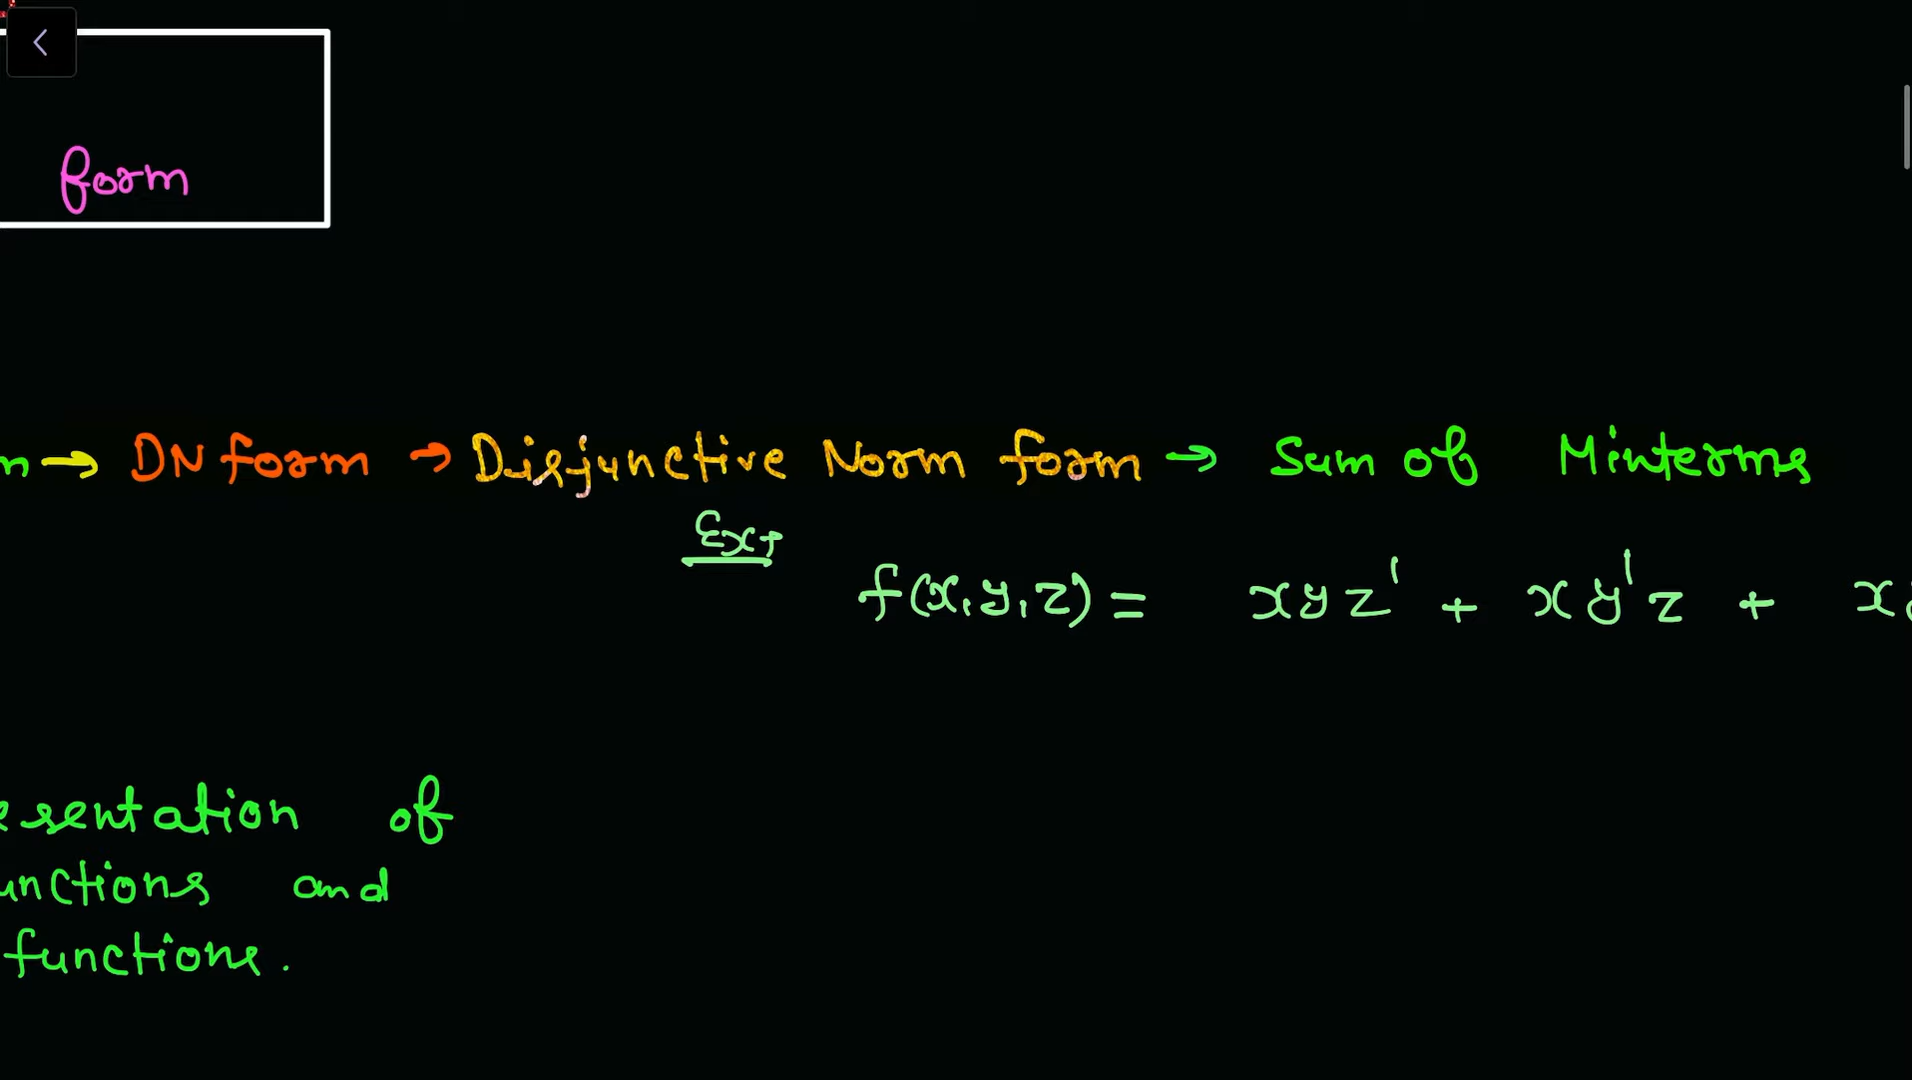 form
m → DN form → Disjunctive Norm form → Sum of Minterms
Ex:
f(x,y,z) = xyz' + xy'z + x
esentation of
unctions and
functions.